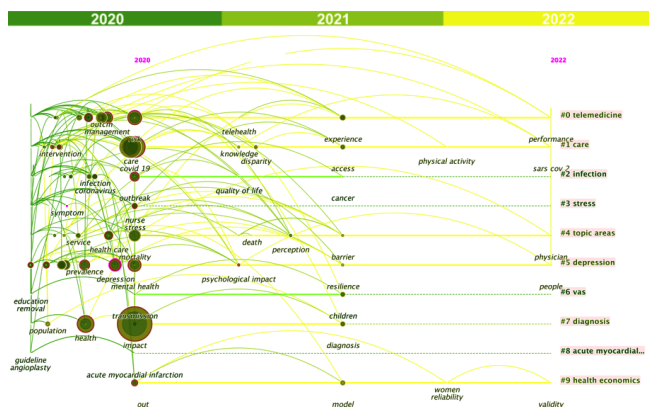 2020 2021 2022
2020 2022
#0 telemedicine
outcm
management
telehealth
experience
performance
#1 care
intervention
care
covid 19
knowledge
disparity
physical activity
sars cov 2
access
#2 infection
infection
coronavirus
quality of life
outbreak
cancer
#3 stress
symptom
nurse
stress
#4 topic areas
service
death
perception
health care
mortality
barrier
physician
#5 depression
prevalence
depression
mental health
psychological impact
resilience
people
#6 vas
education
removal
transmission
children
#7 diagnosis
population
health
impact
diagnosis
#8 acute myocardial...
guideline
angioplasty
acute myocardial infarction
#9 health economics
women
reliability
out
model
validity